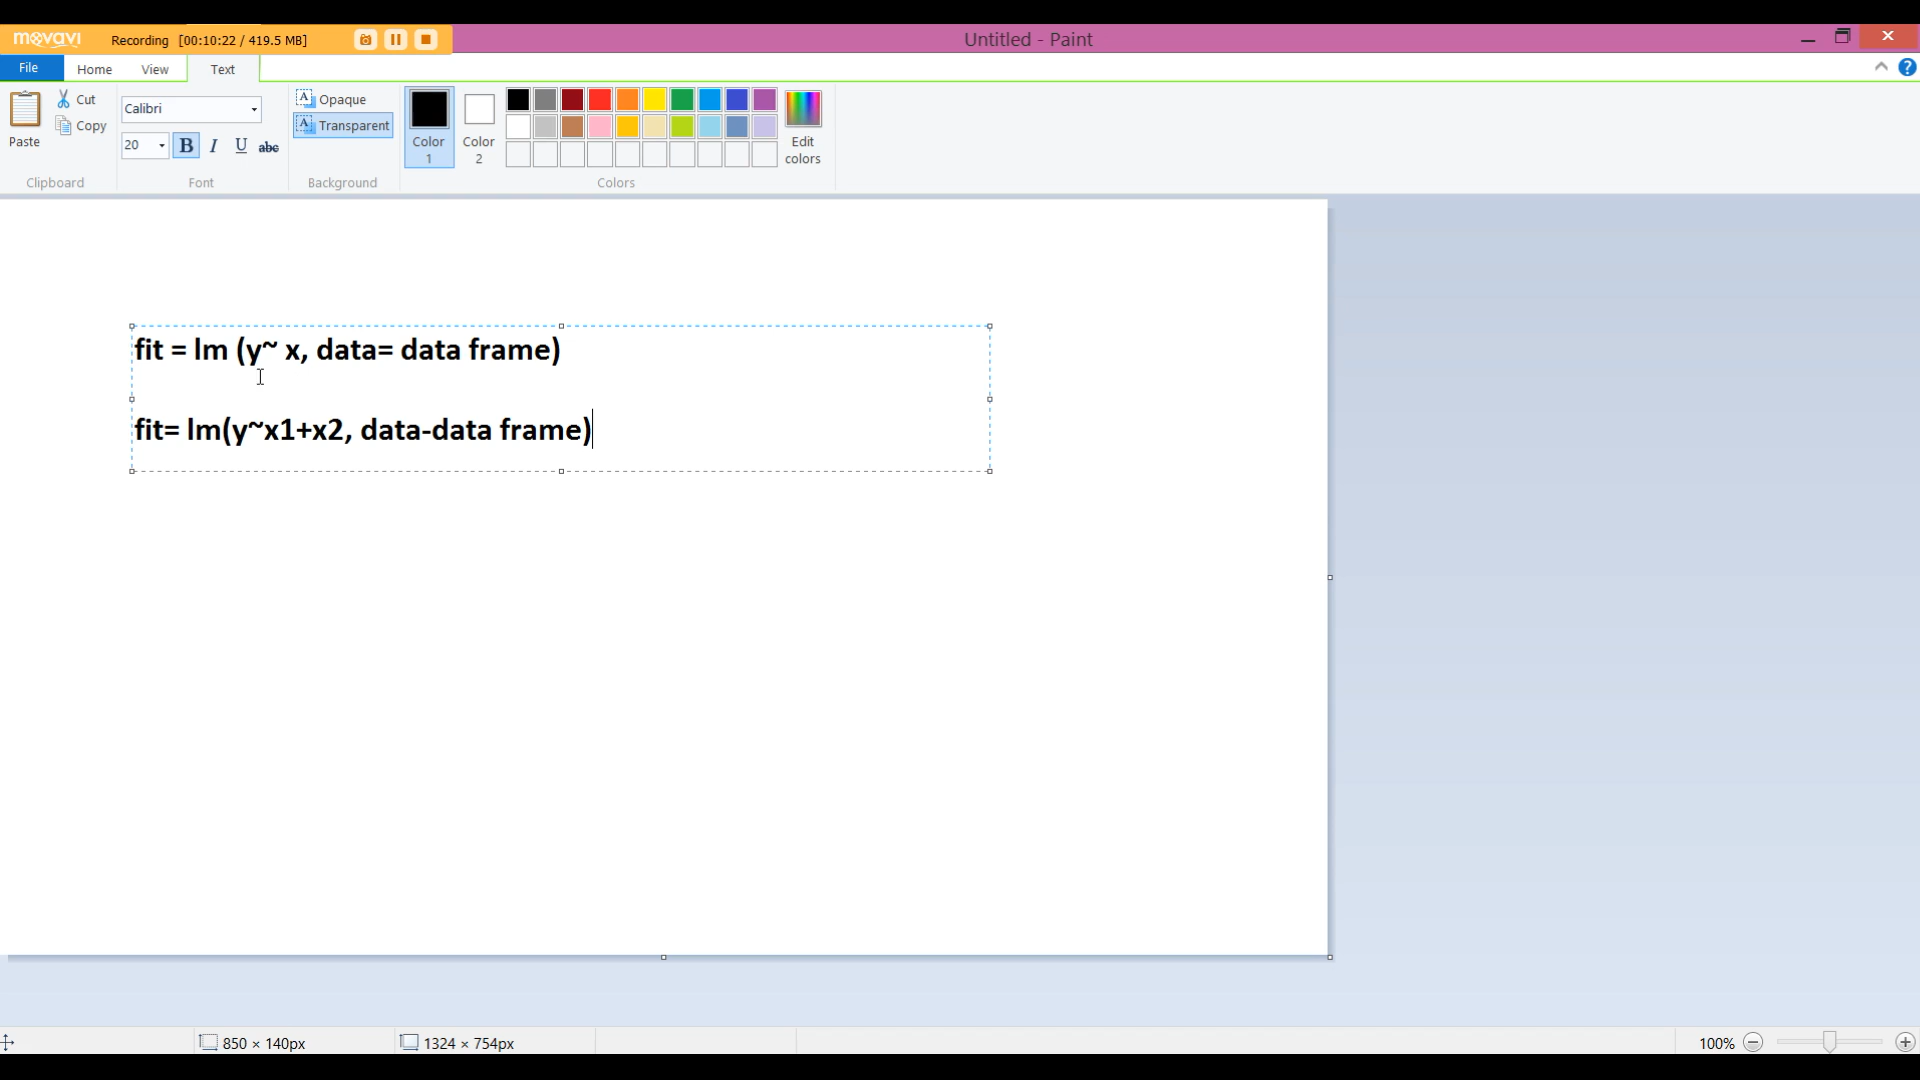 movavi Recording [00:10:22 / 419.5 MB] Untitled - Paint
File Home View Text
Paste
Cut
Copy
Clipboard
Calibri
20 B I U abc
Font
Opaque
Transparent
Background
Color 1
Color 2
Edit colors
Colors
fit = lm (y~ x, data= data frame)
fit= lm(y~x1+x2, data-data frame)
850 × 140px 1324 × 754px 100%